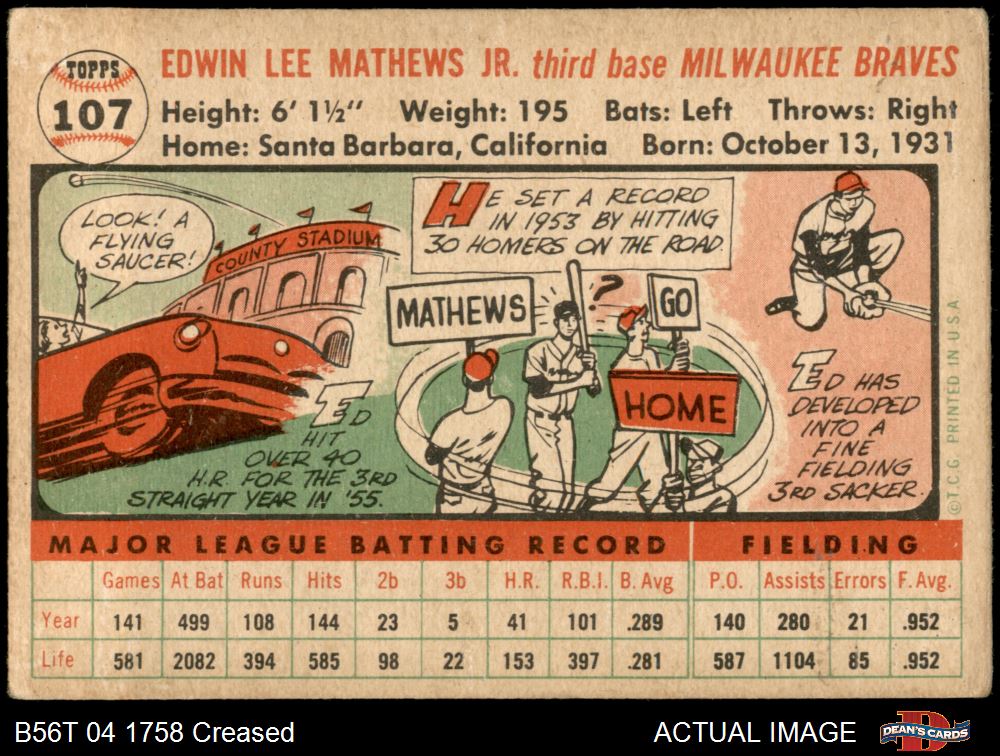 TOPPS
107
EDWIN LEE MATHEWS JR. third base MILWAUKEE BRAVES
Height: 6' 1½" Weight: 195 Bats: Left Throws: Right
Home: Santa Barbara, California Born: October 13, 1931
LOOK! A
FLYING
SAUCER!
COUNTY STADIUM
ED
HIT
OVER 40
H.R. FOR THE 3RD
STRAIGHT YEAR IN '55.
HE SET A RECORD
IN 1953 BY HITTING
30 HOMERS ON THE ROAD.
MATHEWS
?
GO
HOME
ED HAS
DEVELOPED
INTO A
FINE
FIELDING
3RD SACKER.
©T.C.G. PRINTED IN U.S.A.
MAJOR LEAGUE BATTING RECORD FIELDING
Games At Bat Runs Hits 2b 3b H.R. R.B.I. B. Avg P.O. Assists Errors F. Avg.
Year 141 499 108 144 23 5 41 101 .289 140 280 21 .952
Life 581 2082 394 585 98 22 153 397 .281 587 1104 85 .952
B56T 04 1758 Creased ACTUAL IMAGE
DEAN'S CARDS